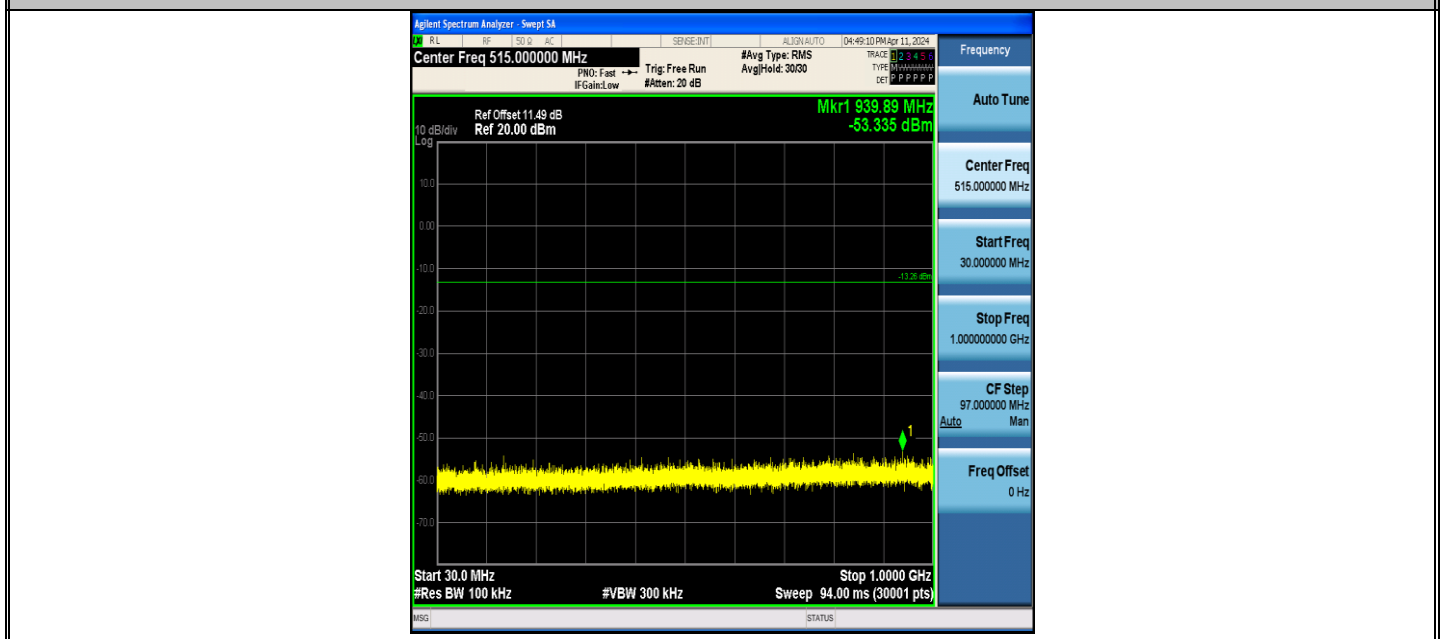 Agilent Spectrum Analyzer - Swept SA
RL RF 50 Ω AC SENSE:INT ALIGN AUTO 04:49:10 PM Apr 11, 2024
Center Freq 515.000000 MHz
PNO: Fast
IFGain:Low
Trig: Free Run
#Atten: 20 dB
#Avg Type: RMS
Avg|Hold: 30/30
TRACE 1 2 3 4 5 6
TYPE M
DET P P P P P P
Mkr1 939.89 MHz
-53.335 dBm
Ref Offset 11.49 dB
10 dB/div Ref 20.00 dBm
Log
10.0
0.00
-10.0
-13.26 dBm
-20.0
-30.0
-40.0
-50.0
1
-60.0
-70.0
Start 30.0 MHz Stop 1.0000 GHz
#Res BW 100 kHz #VBW 300 kHz Sweep 94.00 ms (30001 pts)
MSG STATUS
Frequency
Auto Tune
Center Freq
515.000000 MHz
Start Freq
30.000000 MHz
Stop Freq
1.000000000 GHz
CF Step
97.000000 MHz
Auto Man
Freq Offset
0 Hz